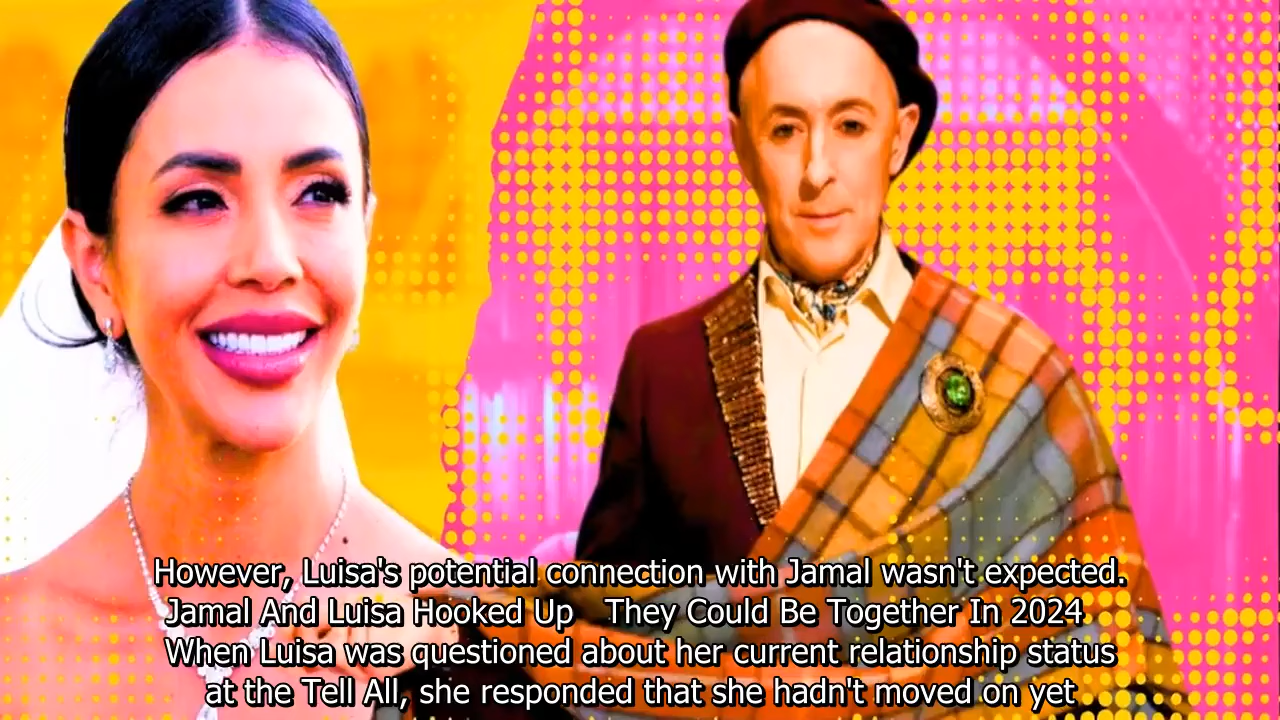 However, Luisa's potential connection with Jamal wasn't expected.
Jamal And Luisa Hooked Up   They Could Be Together In 2024
When Luisa was questioned about her current relationship status
at the Tell All, she responded that she hadn't moved on yet